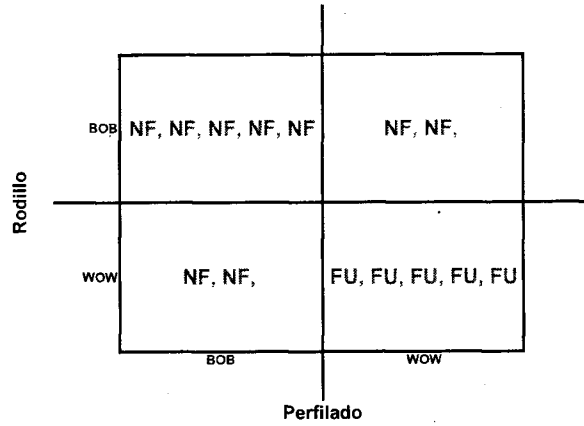 BOB NF, NF, NF, NF, NF NF, NF,
Rodillo
WOW NF, NF, FU, FU, FU, FU, FU
BOB WOW
Perfilado